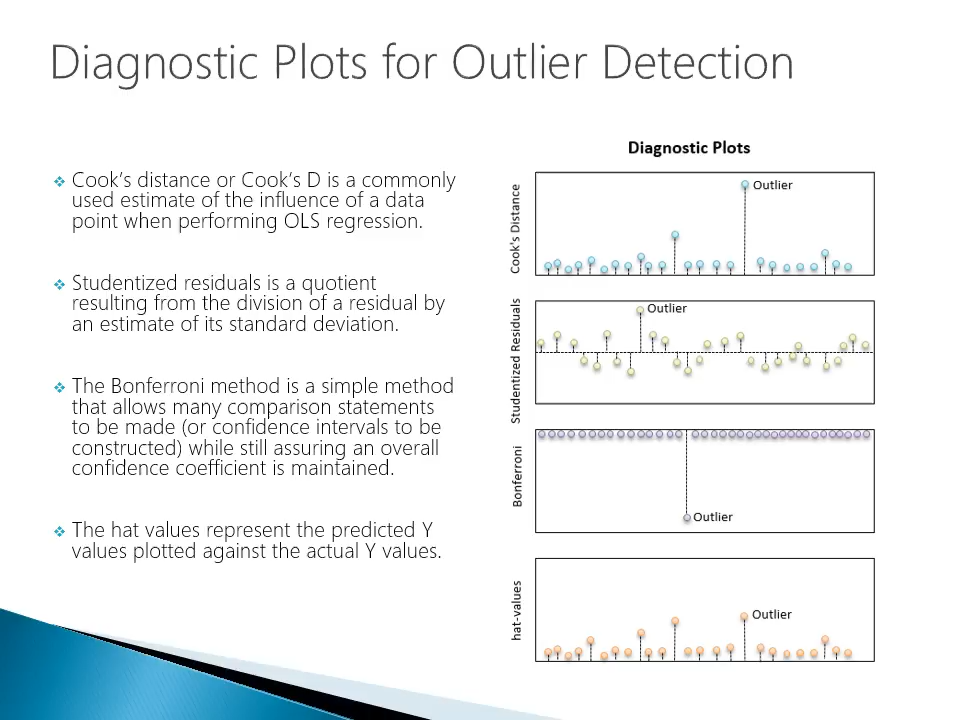 Diagnostic Plots for Outlier Detection
❖ Cook’s distance or Cook’s D is a commonly
used estimate of the influence of a data
point when performing OLS regression.
❖ Studentized residuals is a quotient
resulting from the division of a residual by
an estimate of its standard deviation.
❖ The Bonferroni method is a simple method
that allows many comparison statements
to be made (or confidence intervals to be
constructed) while still assuring an overall
confidence coefficient is maintained.
❖ The hat values represent the predicted Y
values plotted against the actual Y values.
Diagnostic Plots
Cook's Distance
Outlier
Studentized Residuals
Outlier
Bonferroni
Outlier
hat-values
Outlier